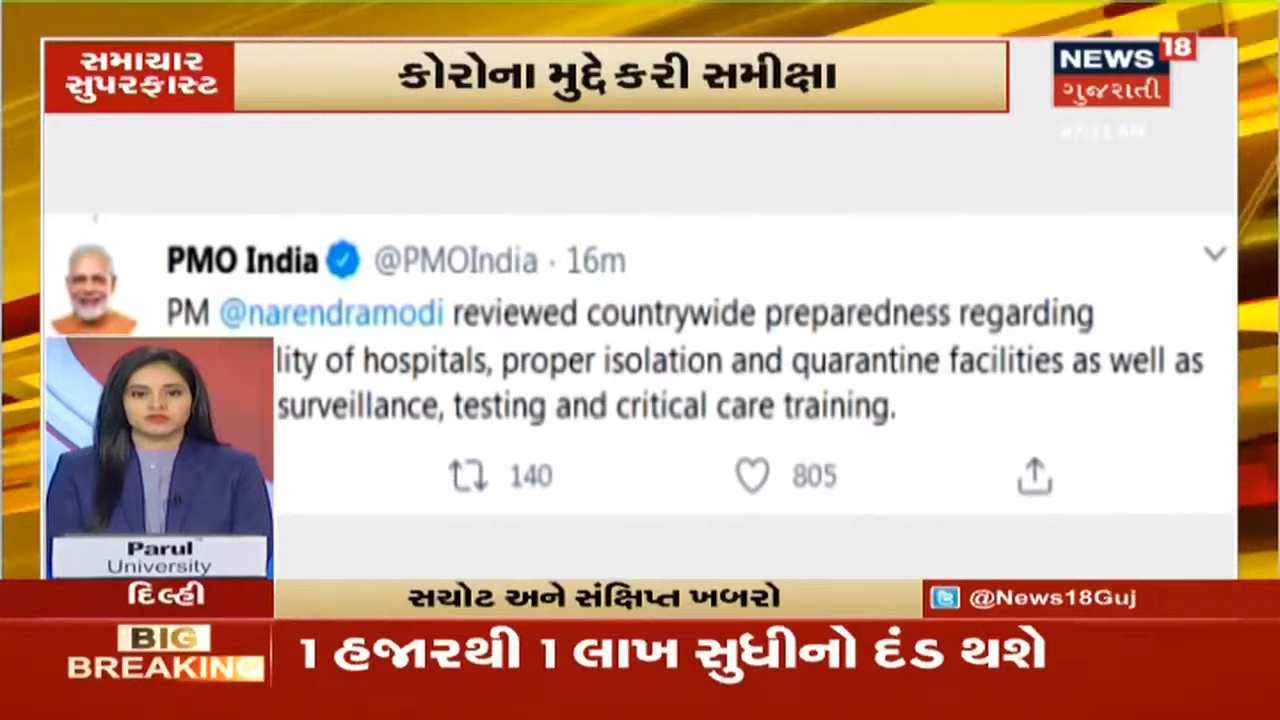 સમાચાર
સુપરફાસ્ટ
કોરોના મુદ્દે કરી સમીક્ષા
NEWS 18
ગુજરાતી
PMO India @PMOIndia · 16m
PM @narendramodi reviewed countrywide preparedness regarding
lity of hospitals, proper isolation and quarantine facilities as well as
surveillance, testing and critical care training.
140 805
Parul
University
દિલ્હી
સચોટ અને સંક્ષિપ્ત ખબરો
@News18Guj
BIG
BREAKING
1 હજારથી 1 લાખ સુધીનો દંડ થશે